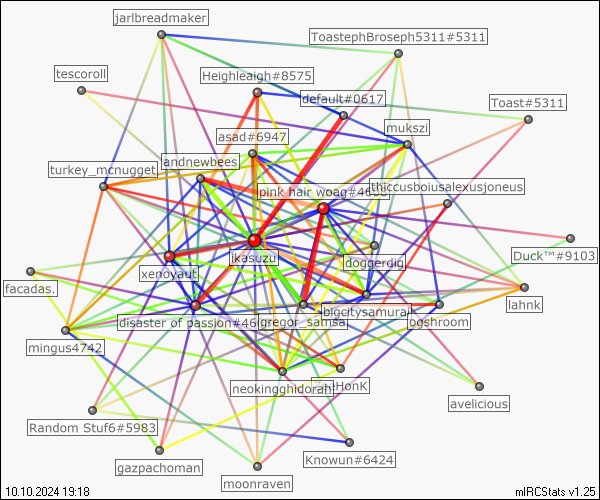 jarlbreadmaker
ToastephBroseph5311#5311
tescoroll
Heighleaigh#8575
default#0617
Toast#5311
mukszi
asad#6947
andnewbees
turkey_mcnugget
pink hair woag#46
thiccusboiusalexusjoneus
ikasuzu
doggerdig
Duck™#9103
xenoyaut
facadas.
lahnk
bigcitysamurai
disaster of passion#46
gregor_samsa
jogshroom
mingus4742
neokingghidorah
HonK
avelicious
Random Stuf6#5983
Knowun#6424
gazpachoman
moonraven
10.10.2024 19:18
mIRCStats v1.25